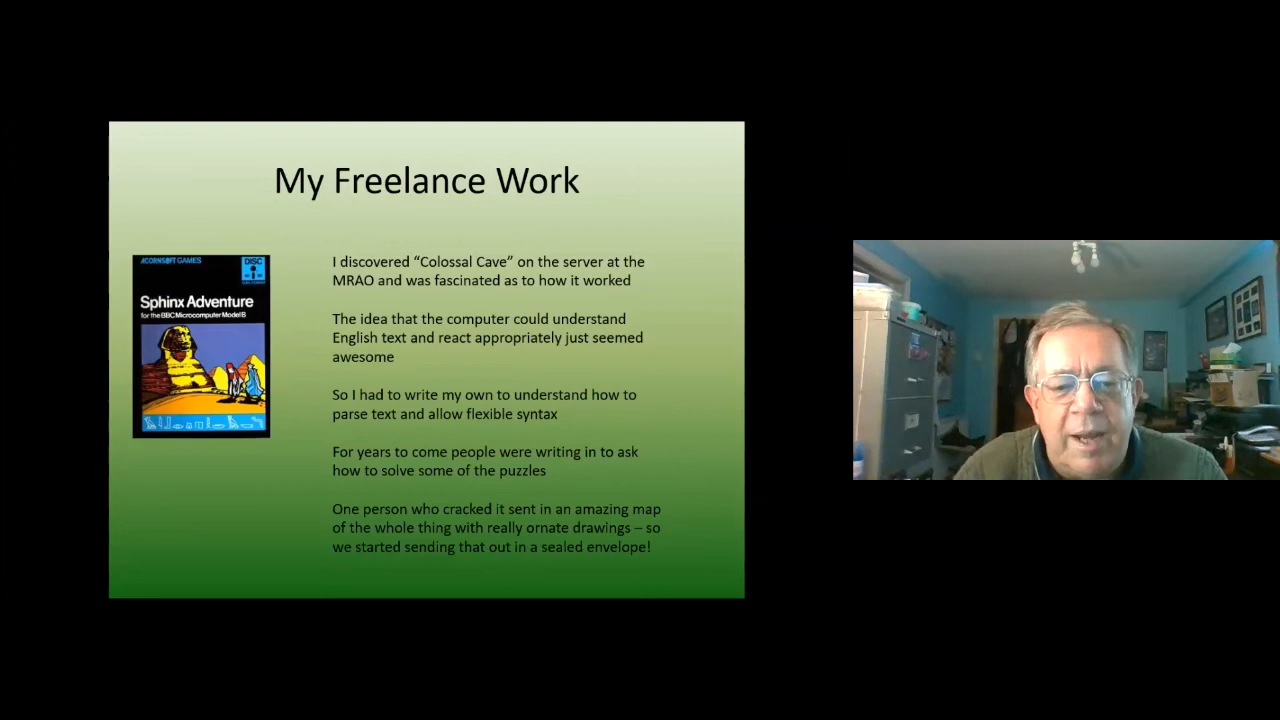 My Freelance Work
ACORNSOFT GAMES
DISC
Sphinx Adventure
for the BBC Microcomputer Model B
I discovered “Colossal Cave” on the server at the
MRAO and was fascinated as to how it worked
The idea that the computer could understand
English text and react appropriately just seemed
awesome
So I had to write my own to understand how to
parse text and allow flexible syntax
For years to come people were writing in to ask
how to solve some of the puzzles
One person who cracked it sent in an amazing map
of the whole thing with really ornate drawings – so
we started sending that out in a sealed envelope!